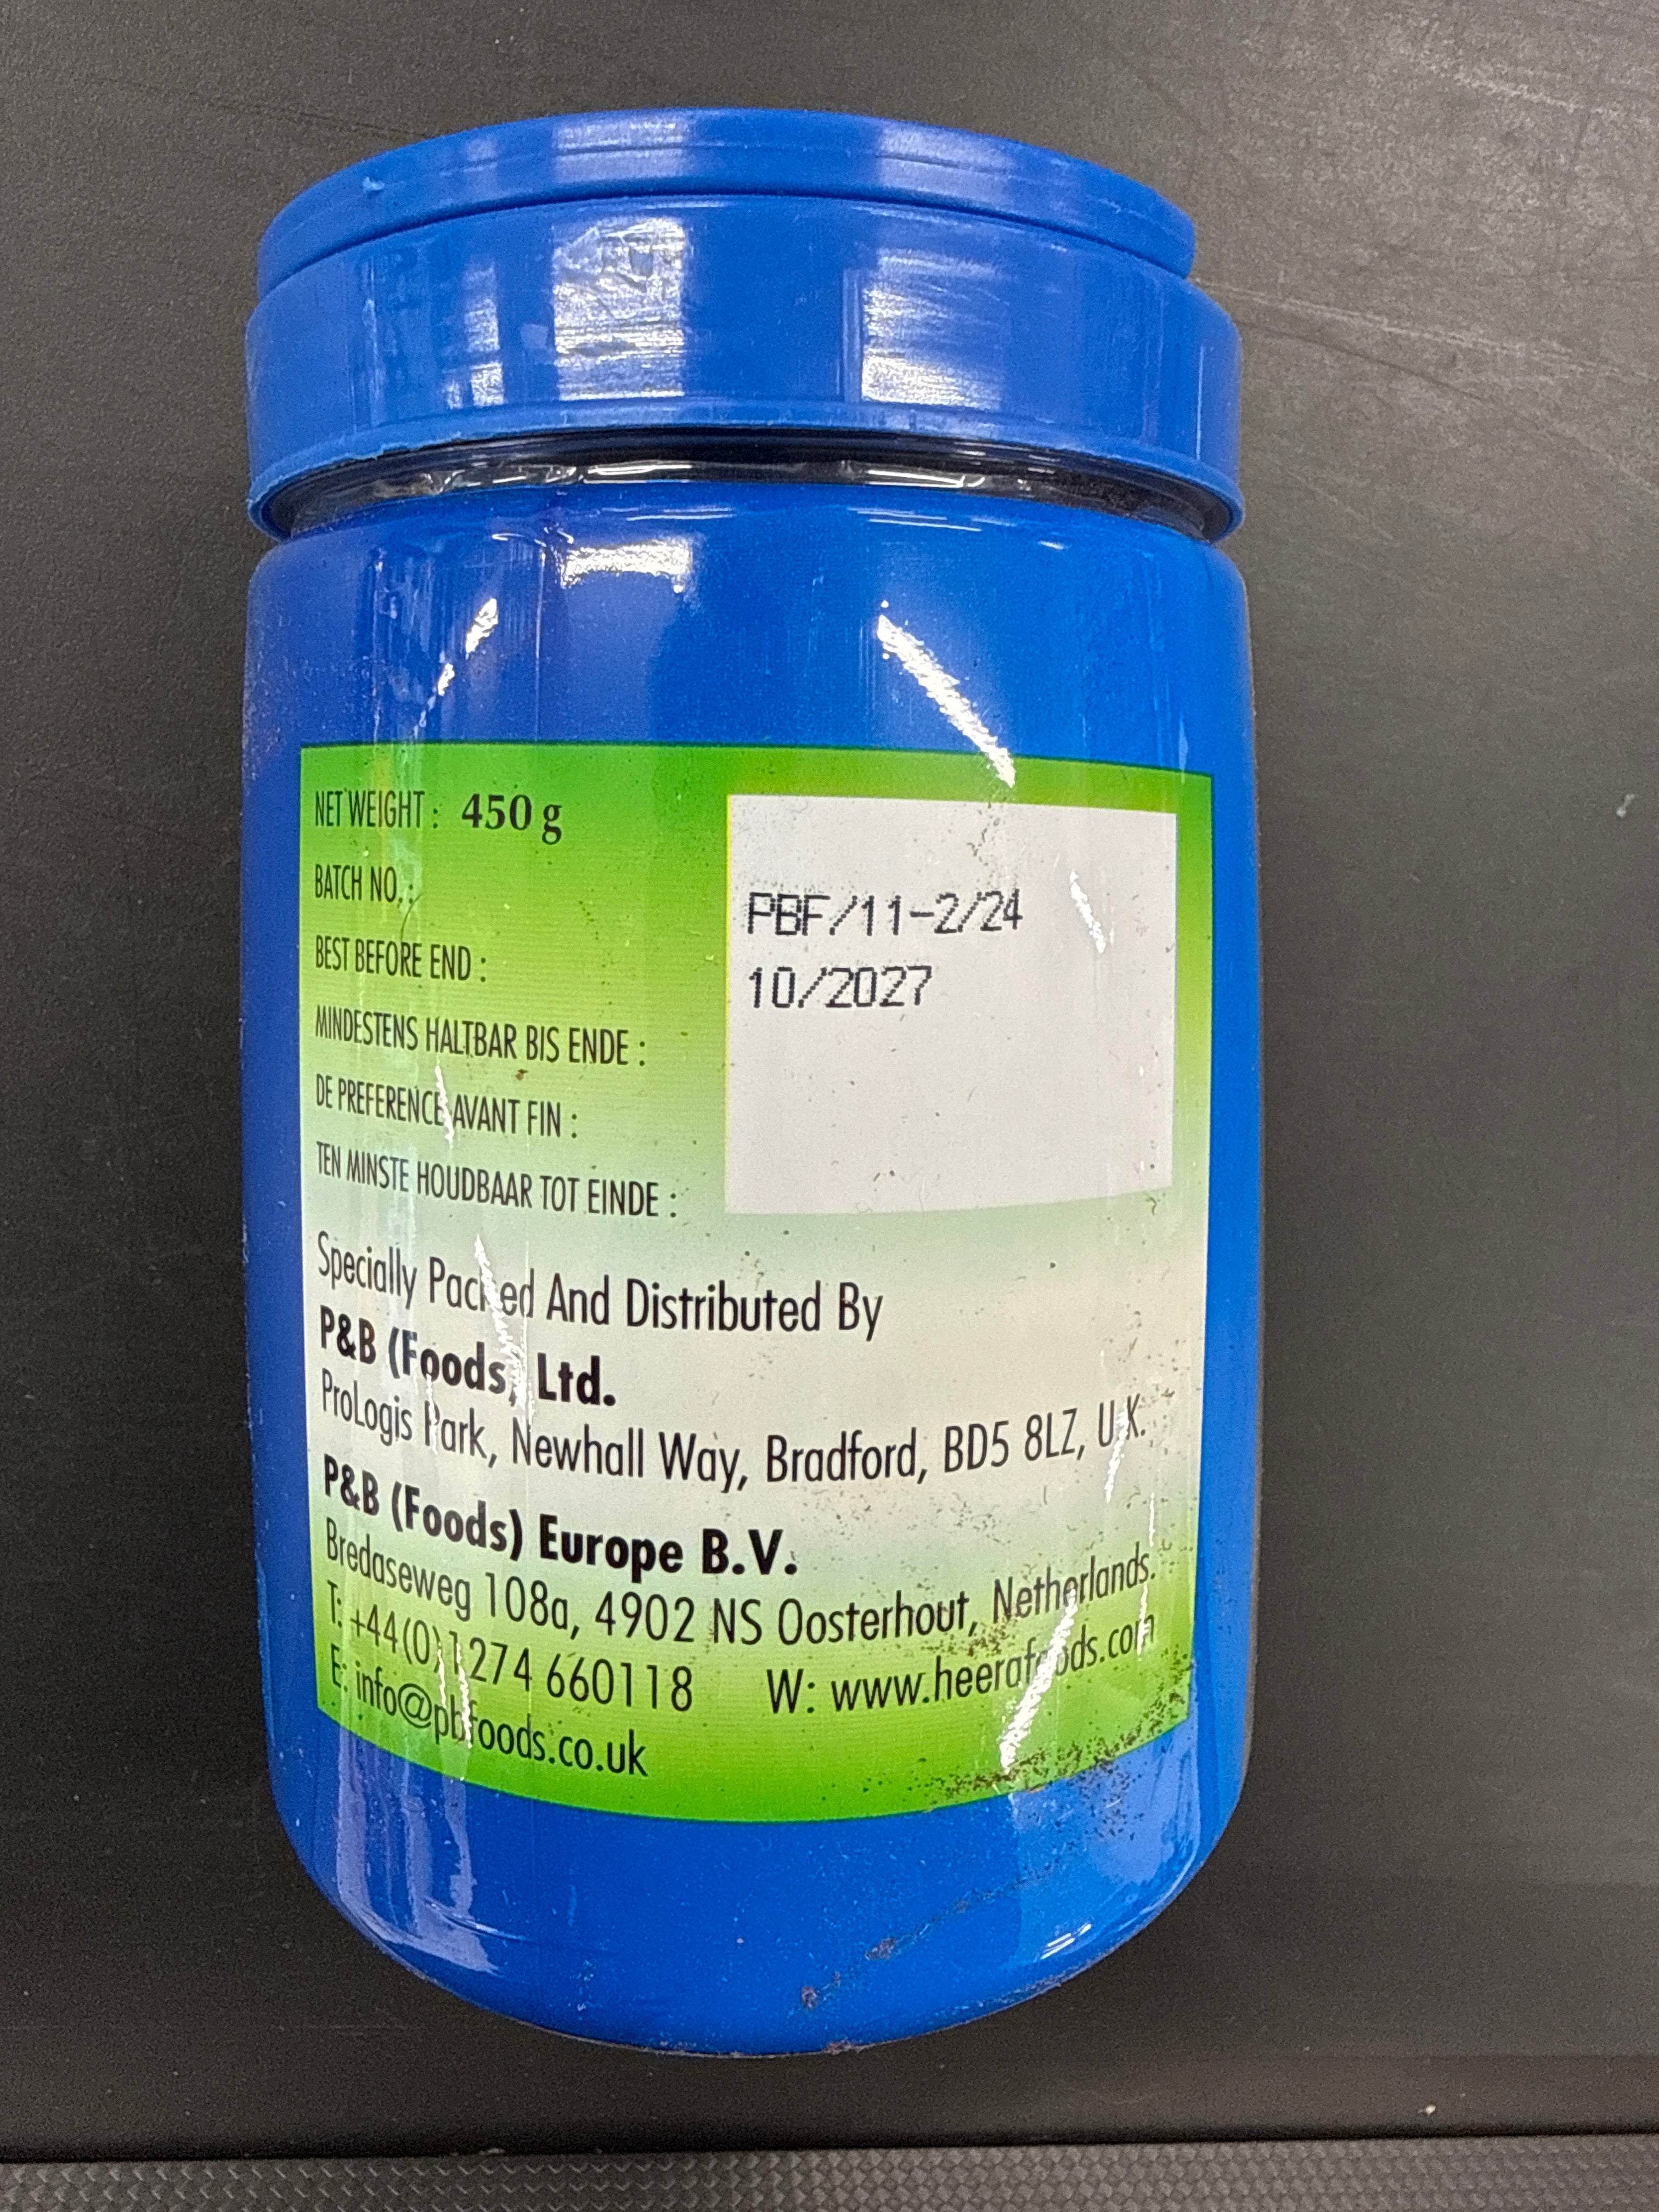 NET WEIGHT : 450 g
BATCH NO. : PBF/11-2/24
BEST BEFORE END : 10/2027
MINDESTENS HALTBAR BIS ENDE :
DE PREFERENCE AVANT FIN :
TEN MINSTE HOUDBAAR TOT EINDE :
Specially Packed And Distributed By
P&B (Foods) Ltd.
ProLogis Park, Newhall Way, Bradford, BD5 8LZ, U.K.
P&B (Foods) Europe B.V.
Bredaseweg 108a, 4902 NS Oosterhout, Netherlands.
T: +44(0)1274 660118 W: www.heerafoods.com
E: info@pbfoods.co.uk